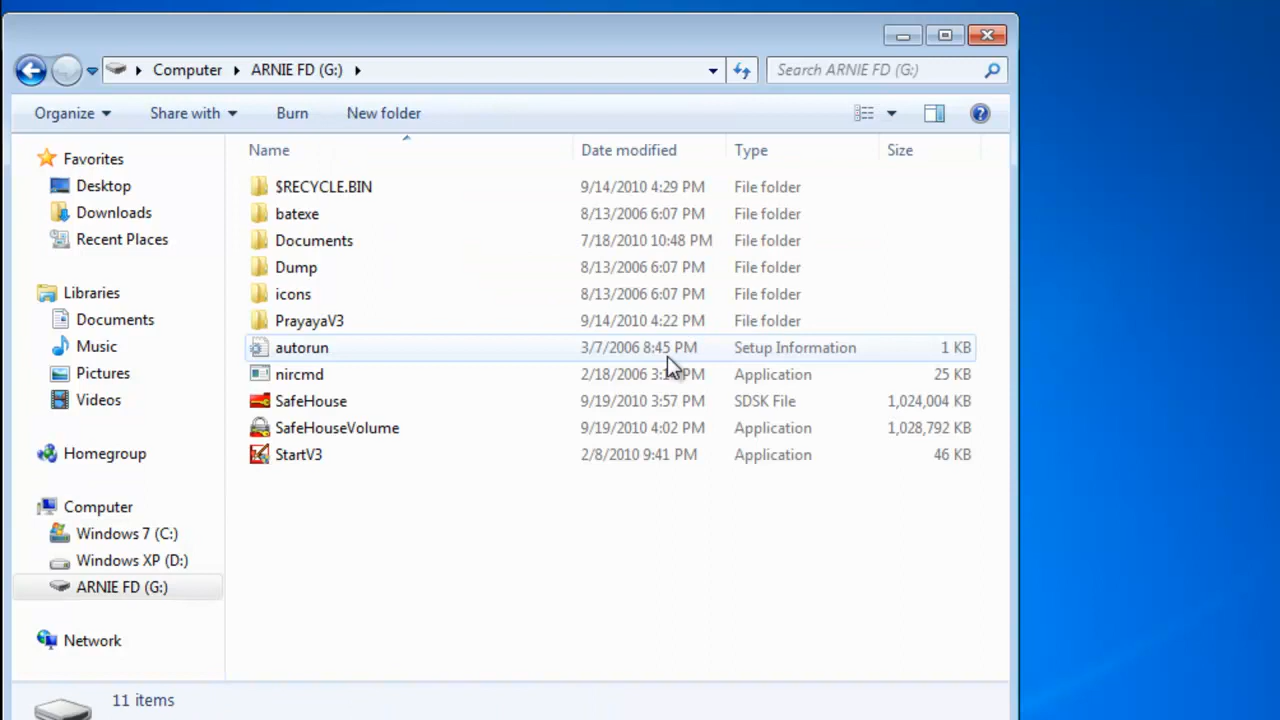 Computer ARNIE FD (G:) Search ARNIE FD (G:)
Organize Share with Burn New folder
Name Date modified Type Size
Favorites
Desktop
Downloads
Recent Places
Libraries
Documents
Music
Pictures
Videos
Homegroup
Computer
Windows 7 (C:)
Windows XP (D:)
ARNIE FD (G:)
Network
$RECYCLE.BIN 9/14/2010 4:29 PM File folder
batexe 8/13/2006 6:07 PM File folder
Documents 7/18/2010 10:48 PM File folder
Dump 8/13/2006 6:07 PM File folder
icons 8/13/2006 6:07 PM File folder
PrayayaV3 9/14/2010 4:22 PM File folder
autorun 3/7/2006 8:45 PM Setup Information 1 KB
nircmd 2/18/2006 PM Application 25 KB
SafeHouse 9/19/2010 3:57 PM SDSK File 1,024,004 KB
SafeHouseVolume 9/19/2010 4:02 PM Application 1,028,792 KB
StartV3 2/8/2010 9:41 PM Application 46 KB
11 items